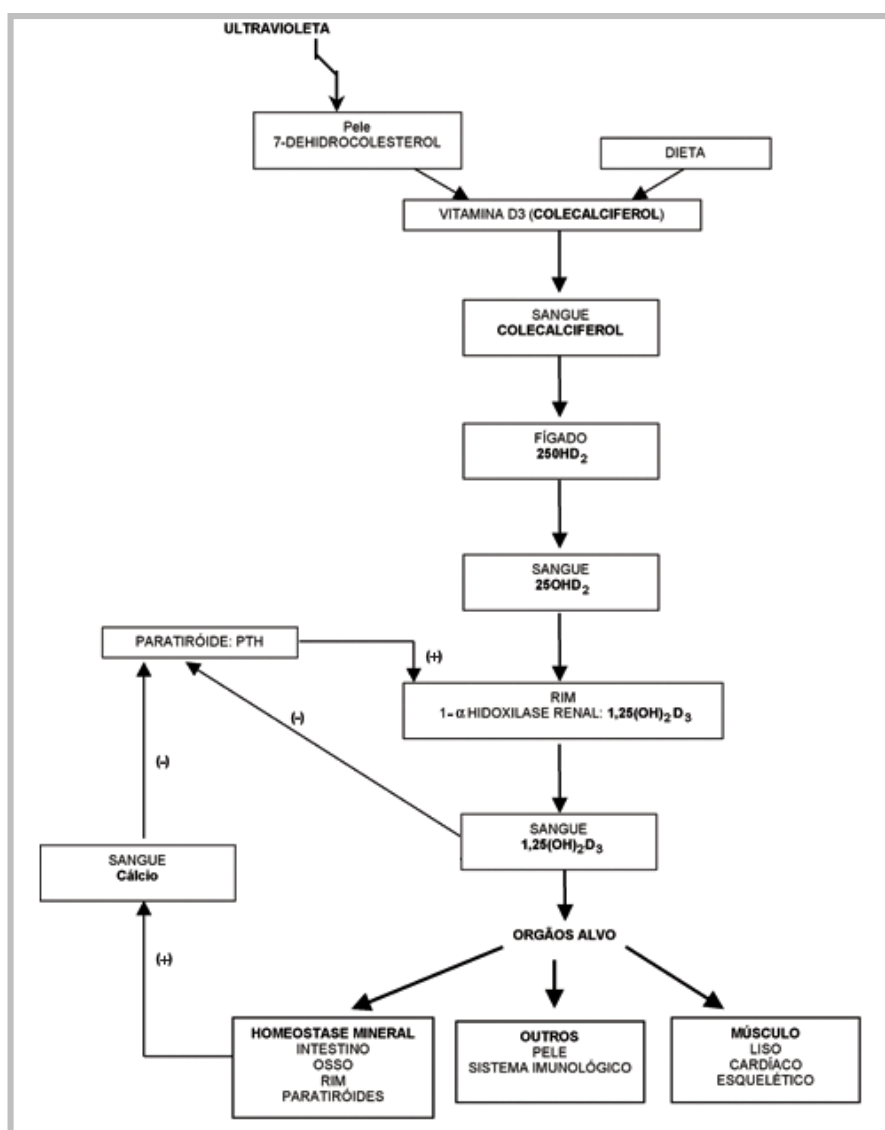 ULTRAVIOLETA
Pele
7-DEHIDROCOLESTEROL
DIETA
VITAMINA D3 (COLECALCIFEROL)
SANGUE
COLECALCIFEROL
FÍGADO
250HD₂
SANGUE
25OHD₂
PARATIRÓIDE: PTH
(+)
RIM
1-α HIDOXILASE RENAL: 1,25(OH)₂D₃
(-)
(-)
SANGUE
1,25(OH)₂D₃
SANGUE
Cálcio
ORGÃOS ALVO
(+)
HOMEOSTASE MINERAL
INTESTINO
OSSO
RIM
PARATIRÓIDES
OUTROS
PELE
SISTEMA IMUNOLÓGICO
MÚSCULO
LISO
CARDÍACO
ESQUELÉTICO